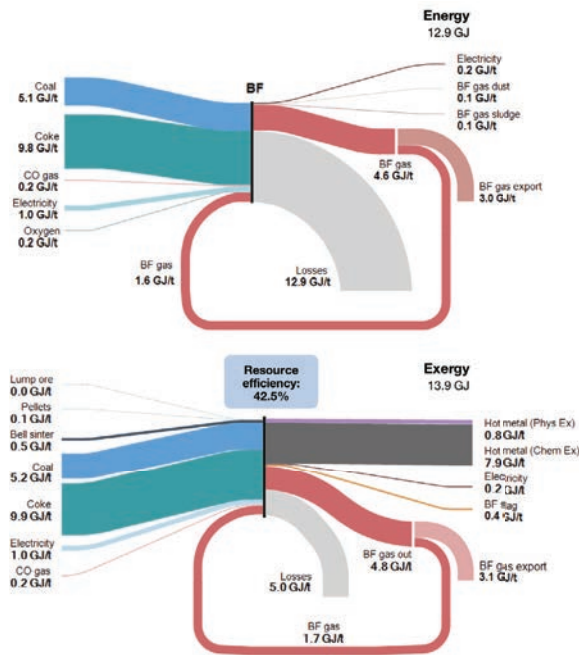 Energy
12.9 GJ
BF
Coal
5.1 GJ/t
Coke
9.8 GJ/t
CO gas
0.2 GJ/t
Electricity
1.0 GJ/t
Oxygen
0.2 GJ/t
Electricity
0.2 GJ/t
BF gas dust
0.1 GJ/t
BF gas sludge
0.1 GJ/t
BF gas
4.6 GJ/t
BF gas export
3.0 GJ/t
BF gas
1.6 GJ/t
Losses
12.9 GJ/t
Resource
efficiency:
42.5%
Exergy
13.9 GJ
Lump ore
0.0 GJ/t
Pellets
0.1 GJ/t
Bell sinter
0.5 GJ/t
Coal
5.2 GJ/t
Coke
9.9 GJ/t
Electricity
1.0 GJ/t
CO gas
0.2 GJ/t
Hot metal (Phys Ex)
0.8 GJ/t
Hot metal (Chem Ex)
7.9 GJ/t
Electricity
0.2 GJ/t
BF flag
0.4 GJ/t
BF gas out
4.8 GJ/t
BF gas export
3.1 GJ/t
Losses
5.0 GJ/t
BF gas
1.7 GJ/t